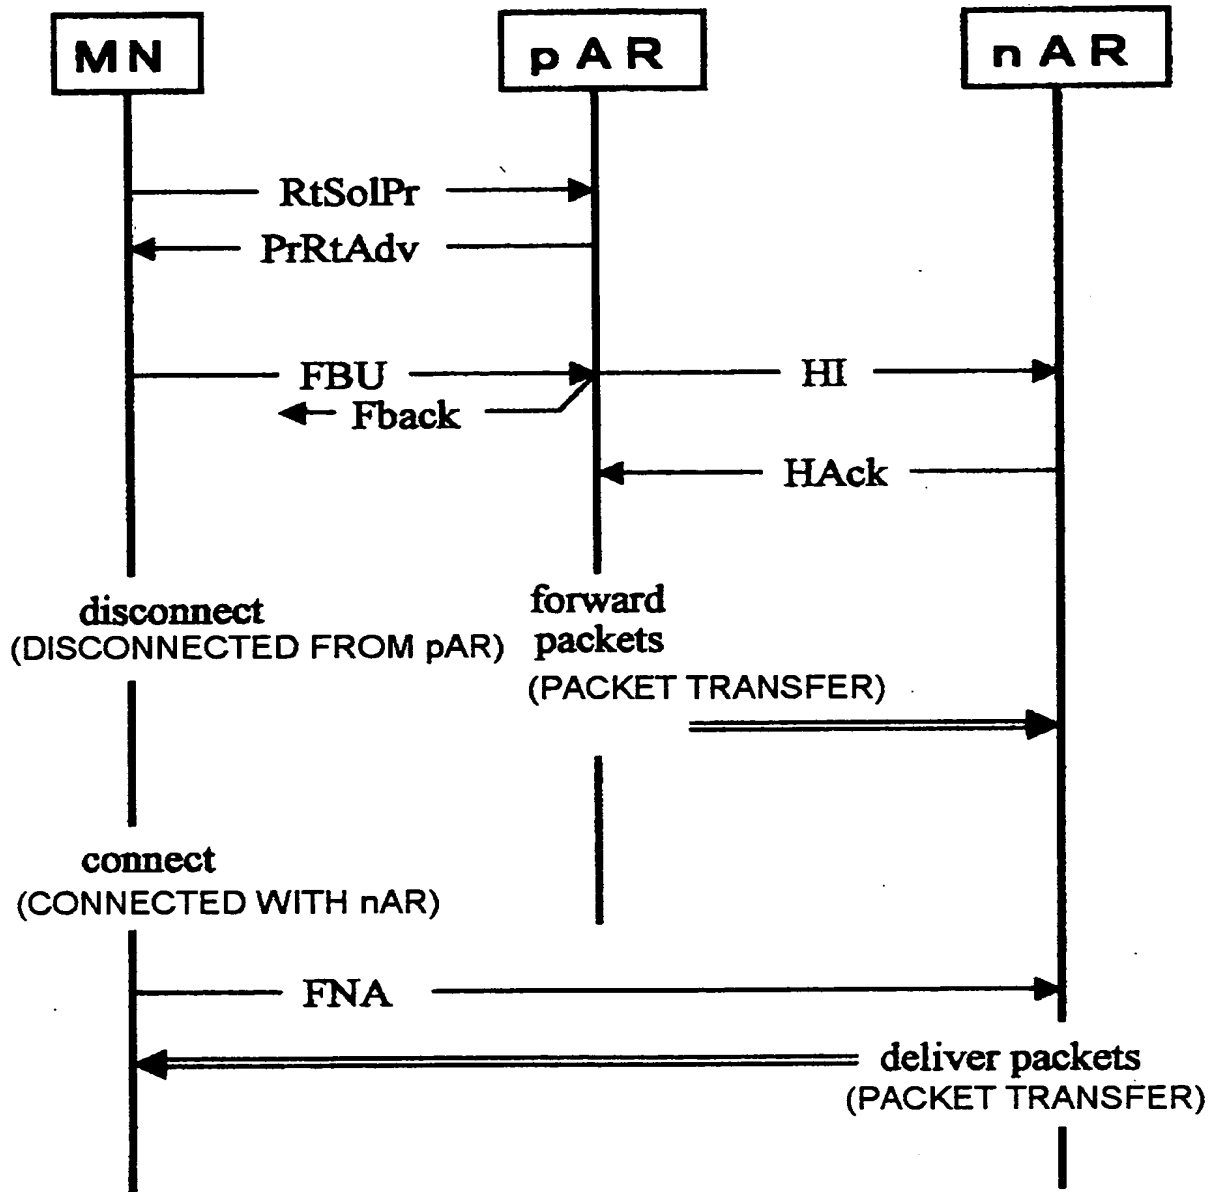 MN
pAR
nAR
RtSolPr
PrRtAdv
FBU
HI
Fback
HAck
disconnect
(DISCONNECTED FROM pAR)
forward
packets
(PACKET TRANSFER)
connect
(CONNECTED WITH nAR)
FNA
deliver packets
(PACKET TRANSFER)